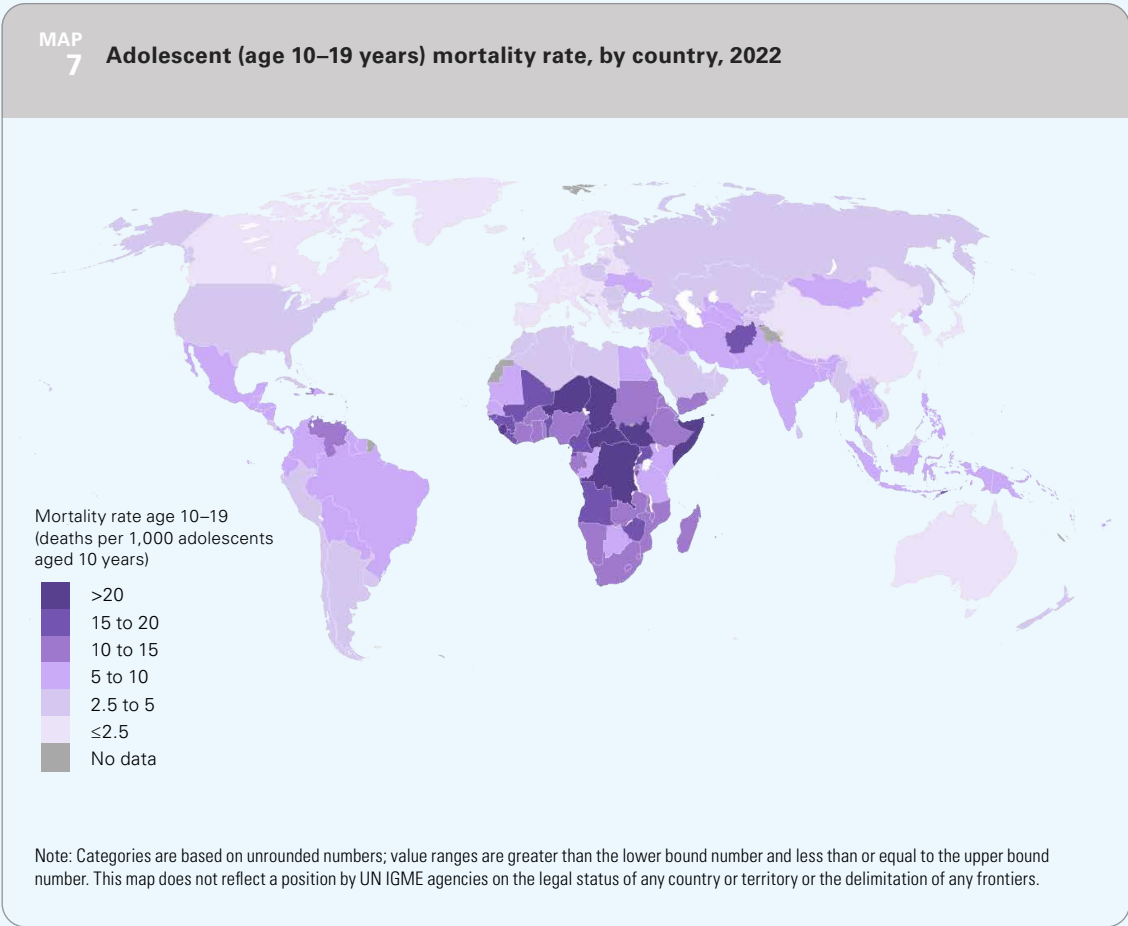 MAP
7
Adolescent (age 10–19 years) mortality rate, by country, 2022
Mortality rate age 10–19
(deaths per 1,000 adolescents
aged 10 years)
>20
15 to 20
10 to 15
5 to 10
2.5 to 5
≤2.5
No data
Note: Categories are based on unrounded numbers; value ranges are greater than the lower bound number and less than or equal to the upper bound
number. This map does not reflect a position by UN IGME agencies on the legal status of any country or territory or the delimitation of any frontiers.